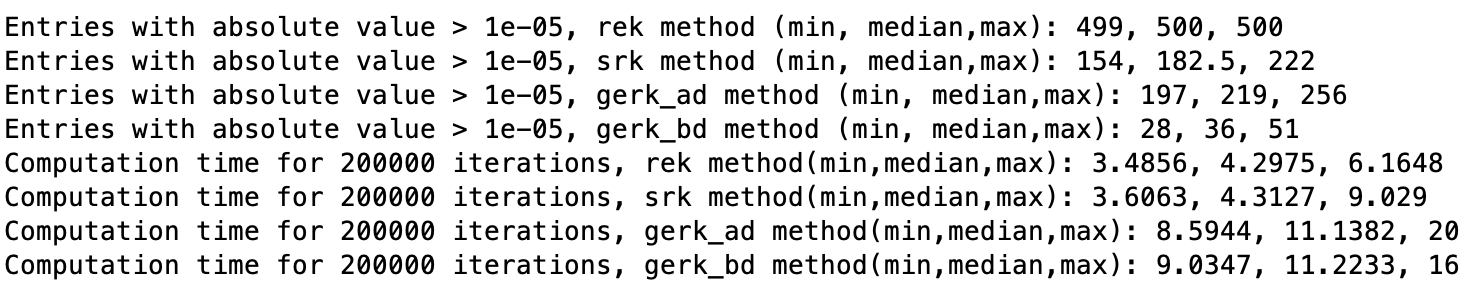 Entries with absolute value > 1e-05, rek method (min, median,max): 499, 500, 500
Entries with absolute value > 1e-05, srk method (min, median,max): 154, 182.5, 222
Entries with absolute value > 1e-05, gerk_ad method (min, median,max): 197, 219, 256
Entries with absolute value > 1e-05, gerk_bd method (min, median,max): 28, 36, 51
Computation time for 200000 iterations, rek method(min,median,max): 3.4856, 4.2975, 6.1648
Computation time for 200000 iterations, srk method(min,median,max): 3.6063, 4.3127, 9.029
Computation time for 200000 iterations, gerk_ad method(min,median,max): 8.5944, 11.1382, 20
Computation time for 200000 iterations, gerk_bd method(min,median,max): 9.0347, 11.2233, 16